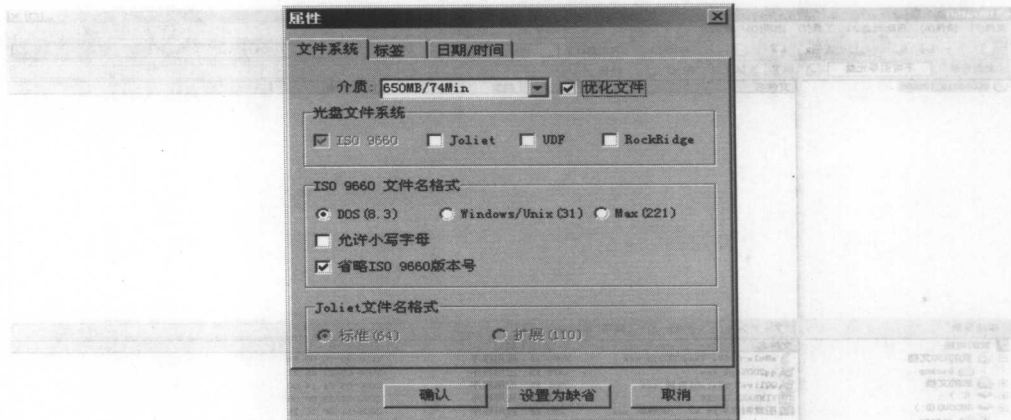 属性
文件系统 标签 日期/时间
介质: 650MB/74Min 优化文件
光盘文件系统
ISO 9660 Joliet UDF RockRidge
ISO 9660 文件名格式
DOS(8.3) Windows/Unix(31) Max(221)
允许小写字母
省略ISO 9660版本号
Joliet文件名格式
标准(64) 扩展(110)
确认 设置为缺省 取消